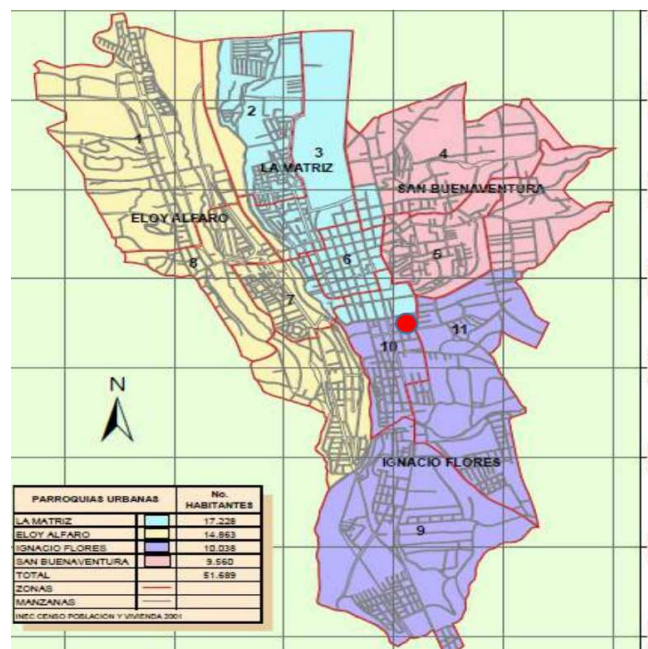 2
1
3
4
LA MATRIZ
SAN BUENAVENTURA
ELOY ALFARO
5
6
8
7
10
11
N
IGNACIO FLORES
9
PARROQUIAS URBANAS No. HABITANTES
LA MATRIZ 17.228
ELOY ALFARO 14.863
IGNACIO FLORES 10.038
SAN BUENAVENTURA 9.560
TOTAL 51.689
ZONAS
MANZANAS
INEC CENSO POBLACION Y VIVIENDA 2001